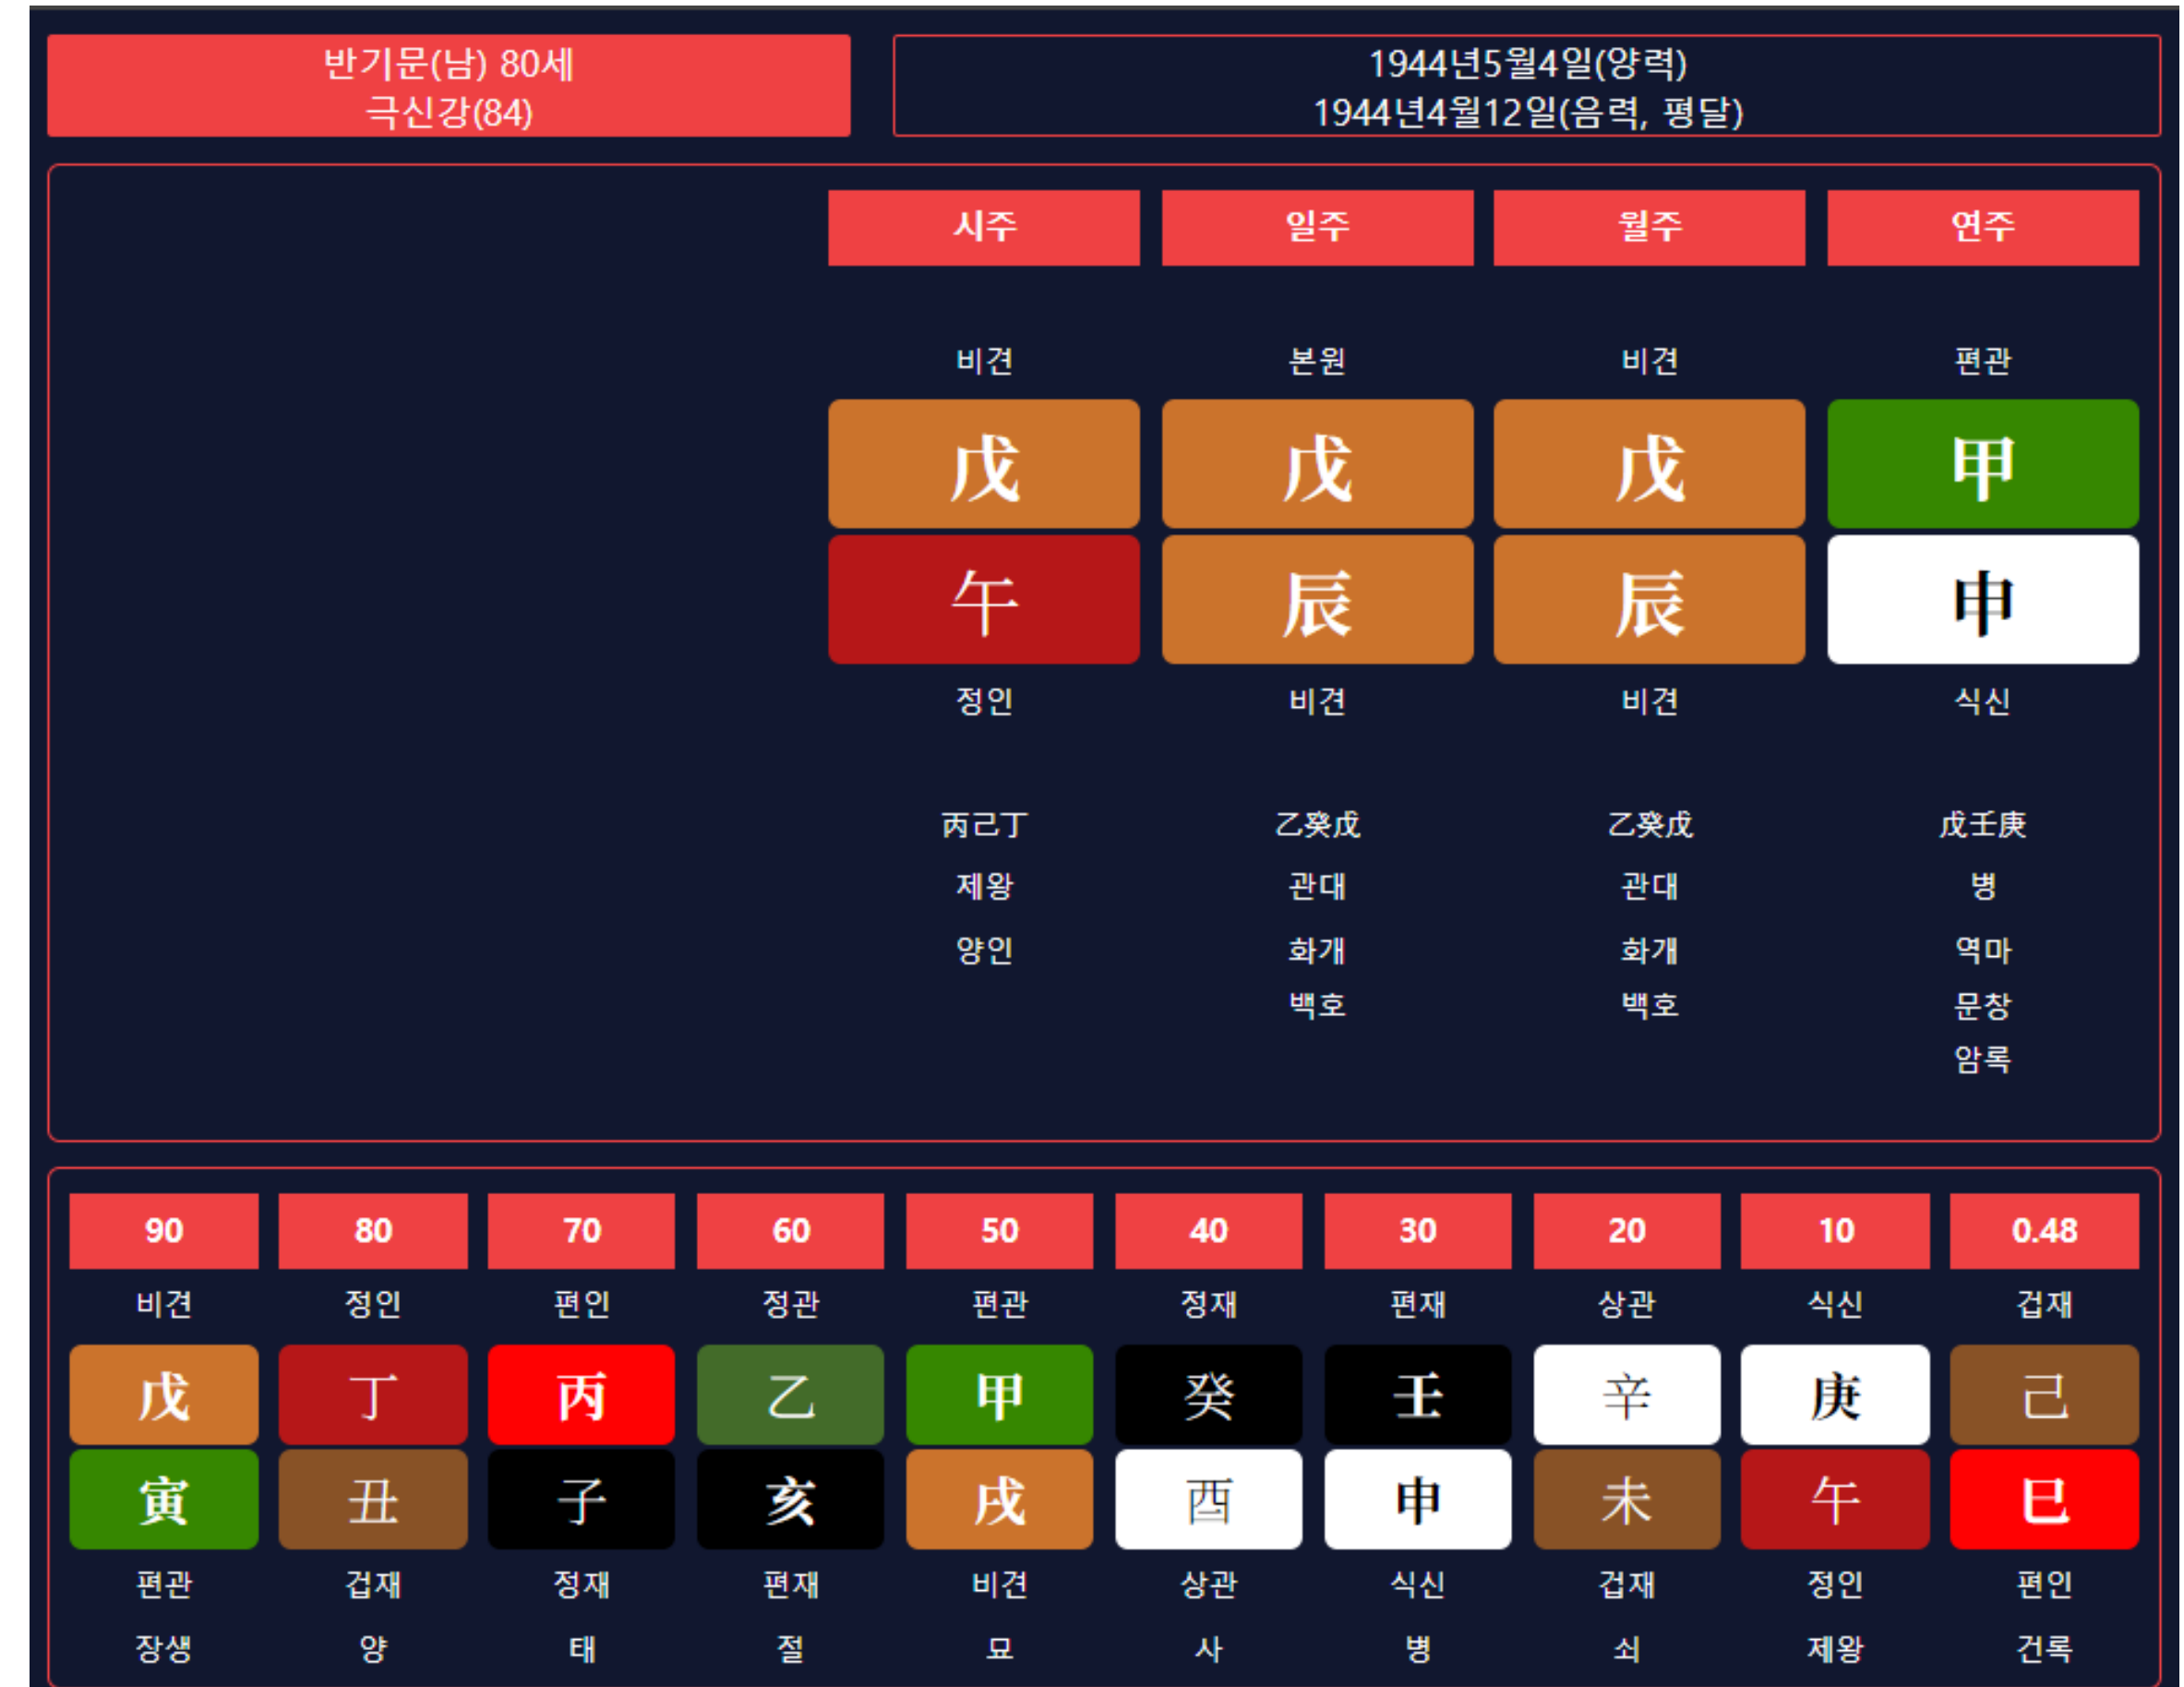 반기문(남) 80세
극신강(84)
1944년5월4일(양력)
1944년4월12일(음력, 평달)
시주 일주 월주 연주
비견 본원 비견 편관
戊 戊 戊 甲
午 辰 辰 申
정인 비견 비견 식신
丙己丁 乙癸戊 乙癸戊 戊壬庚
제왕 관대 관대 병
양인 화개 화개 역마
백호 백호 문창
암록
90 80 70 60 50 40 30 20 10 0.48
비견 정인 편인 정관 편관 정재 편재 상관 식신 겁재
戊 丁 丙 乙 甲 癸 壬 辛 庚 己
寅 丑 子 亥 戌 酉 申 未 午 巳
편관 겁재 정재 편재 비견 상관 식신 겁재 정인 편인
장생 양 태 절 묘 사 병 쇠 제왕 건록